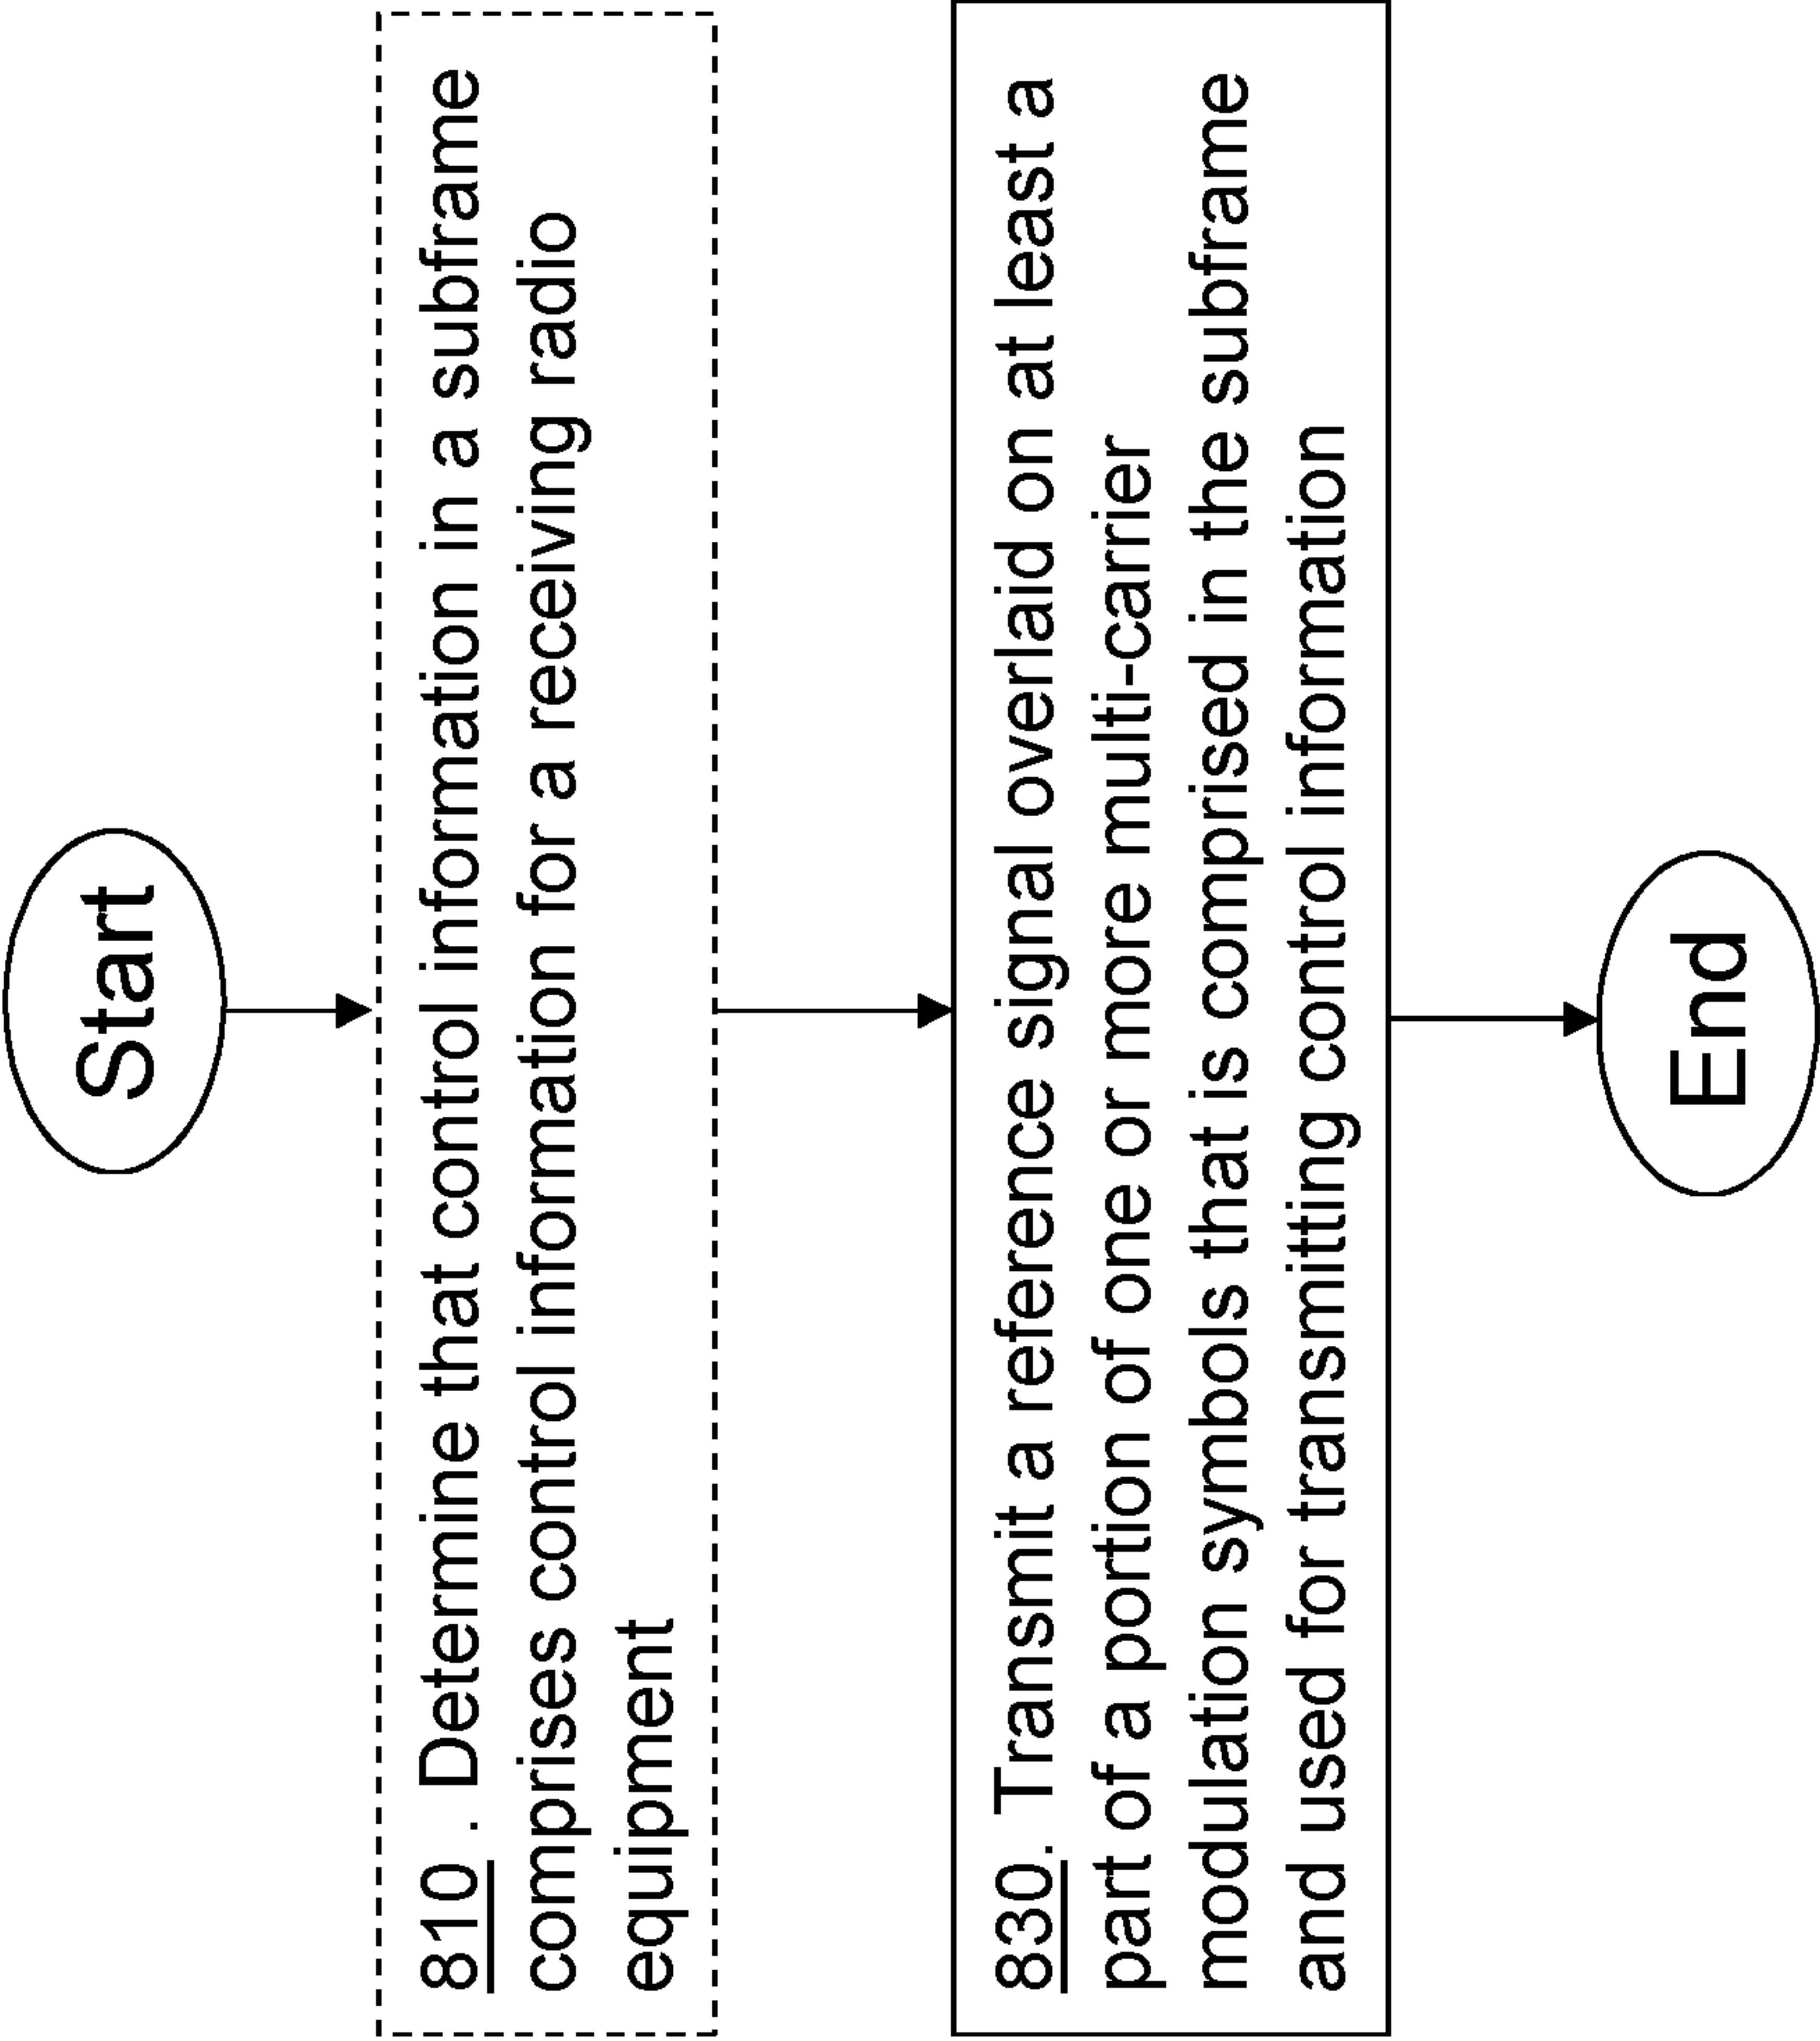 Start
810 . Determine that control information in a subframe
comprises control information for a receiving radio
equipment
830. Transmit a reference signal overlaid on at least a
part of a portion of one or more multi-carrier
modulation symbols that is comprised in the subframe
and used for transmitting control information
End